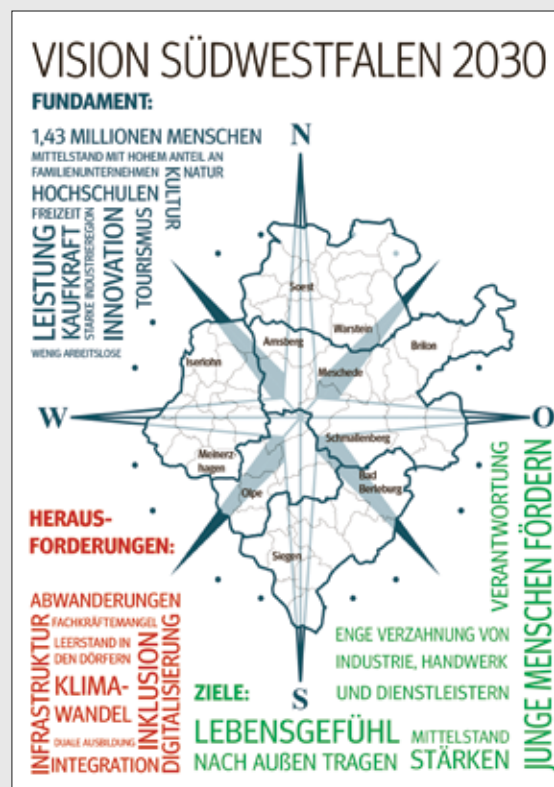 VISION SÜDWESTFALEN 2030
FUNDAMENT:
1,43 MILLIONEN MENSCHEN
MITTELSTAND MIT HOHEM ANTEIL AN
FAMILIENUNTERNEHMEN
NATUR
KULTUR
HOCHSCHULEN
FREIZEIT
LEISTUNG
KAUFKRAFT
STARKE INDUSTRIEREGION
INNOVATION
TOURISMUS
WENIG ARBEITSLOSE
N
W
O
S
Soest
Warstein
Arnsberg
Brilon
Iserlohn
Meschede
Schmallenberg
Meinerz-
hagen
Bad
Berleburg
Olpe
Siegen
HERAUS-
FORDERUNGEN:
ABWANDERUNGEN
FACHKRÄFTEMANGEL
LEERSTAND IN
DEN DÖRFERN
KLIMA-
WANDEL
DUALE AUSBILDUNG
INTEGRATION
INFRASTRUKTUR
INKLUSION
DIGITALISIERUNG
ZIELE:
ENGE VERZAHNUNG VON
INDUSTRIE, HANDWERK
UND DIENSTLEISTERN
LEBENSGEFÜHL
NACH AUßEN TRAGEN
MITTELSTAND
STÄRKEN
VERANTWORTUNG
JUNGE MENSCHEN FÖRDERN